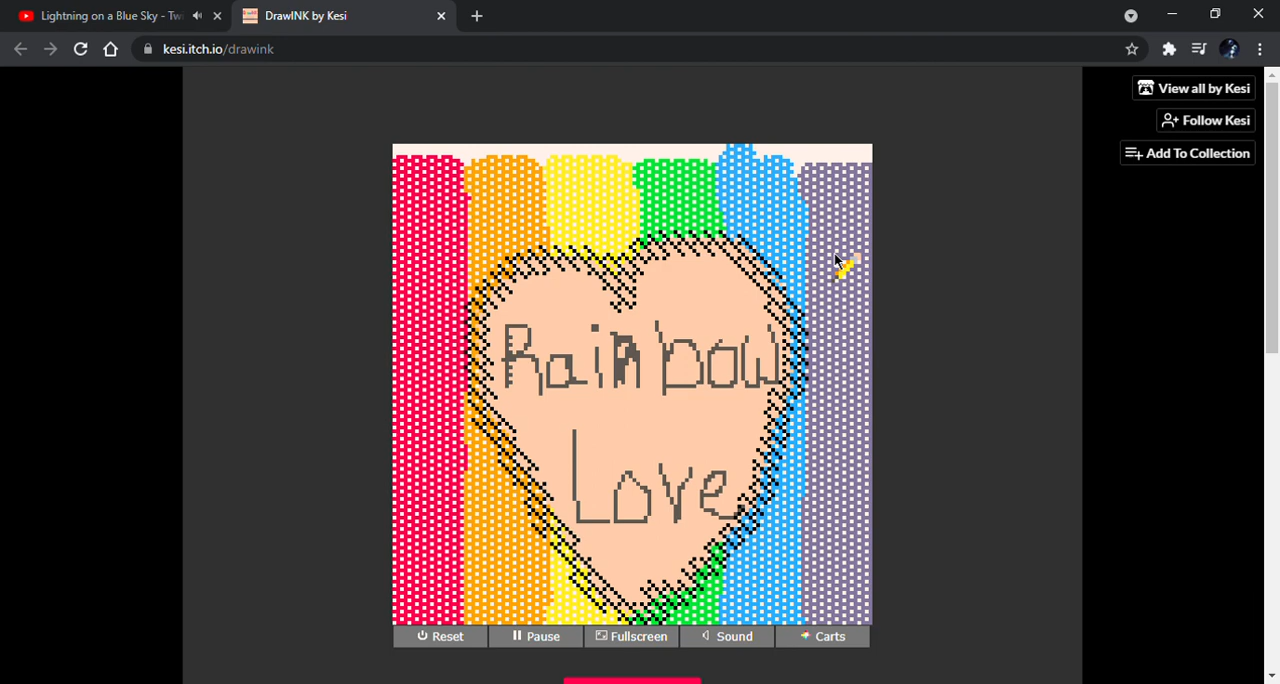 Lightning on a Blue Sky - Twi
DrawINK by Kesi
kesi.itch.io/drawink
View all by Kesi
Follow Kesi
Add To Collection
Rainbow
Love
Reset
Pause
Fullscreen
Sound
Carts